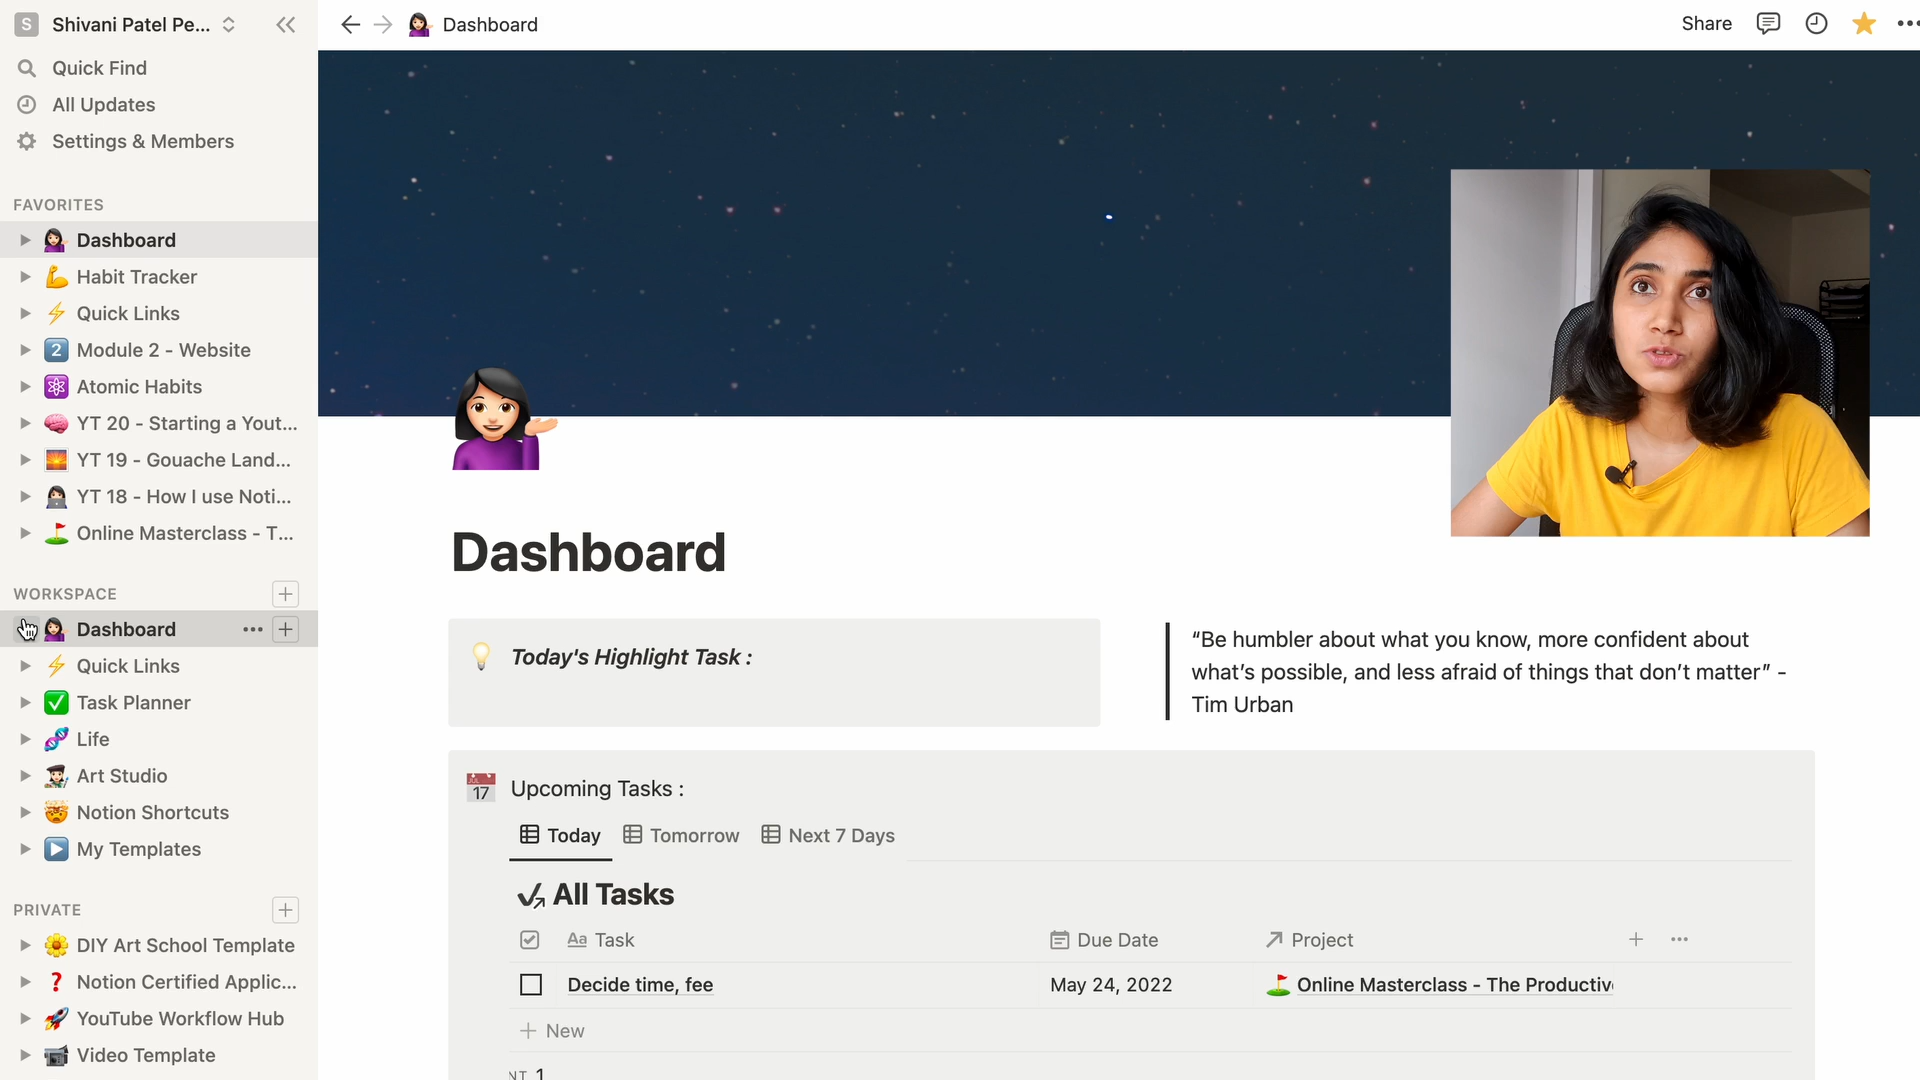 S Shivani Patel Pe...
Quick Find
All Updates
Settings & Members
FAVORITES
Dashboard
Habit Tracker
Quick Links
2 Module 2 - Website
Atomic Habits
YT 20 - Starting a Yout...
YT 19 - Gouache Land...
YT 18 - How I use Noti...
Online Masterclass - T...
WORKSPACE
Dashboard
Quick Links
Task Planner
Life
Art Studio
Notion Shortcuts
My Templates
PRIVATE
DIY Art School Template
Notion Certified Applic...
YouTube Workflow Hub
Video Template
Dashboard
Share
Dashboard
Today's Highlight Task :
“Be humbler about what you know, more confident about
what’s possible, and less afraid of things that don’t matter” -
Tim Urban
JUL 17 Upcoming Tasks :
Today Tomorrow Next 7 Days
All Tasks
Aa Task Due Date Project
Decide time, fee May 24, 2022 Online Masterclass - The Productiv
New
1